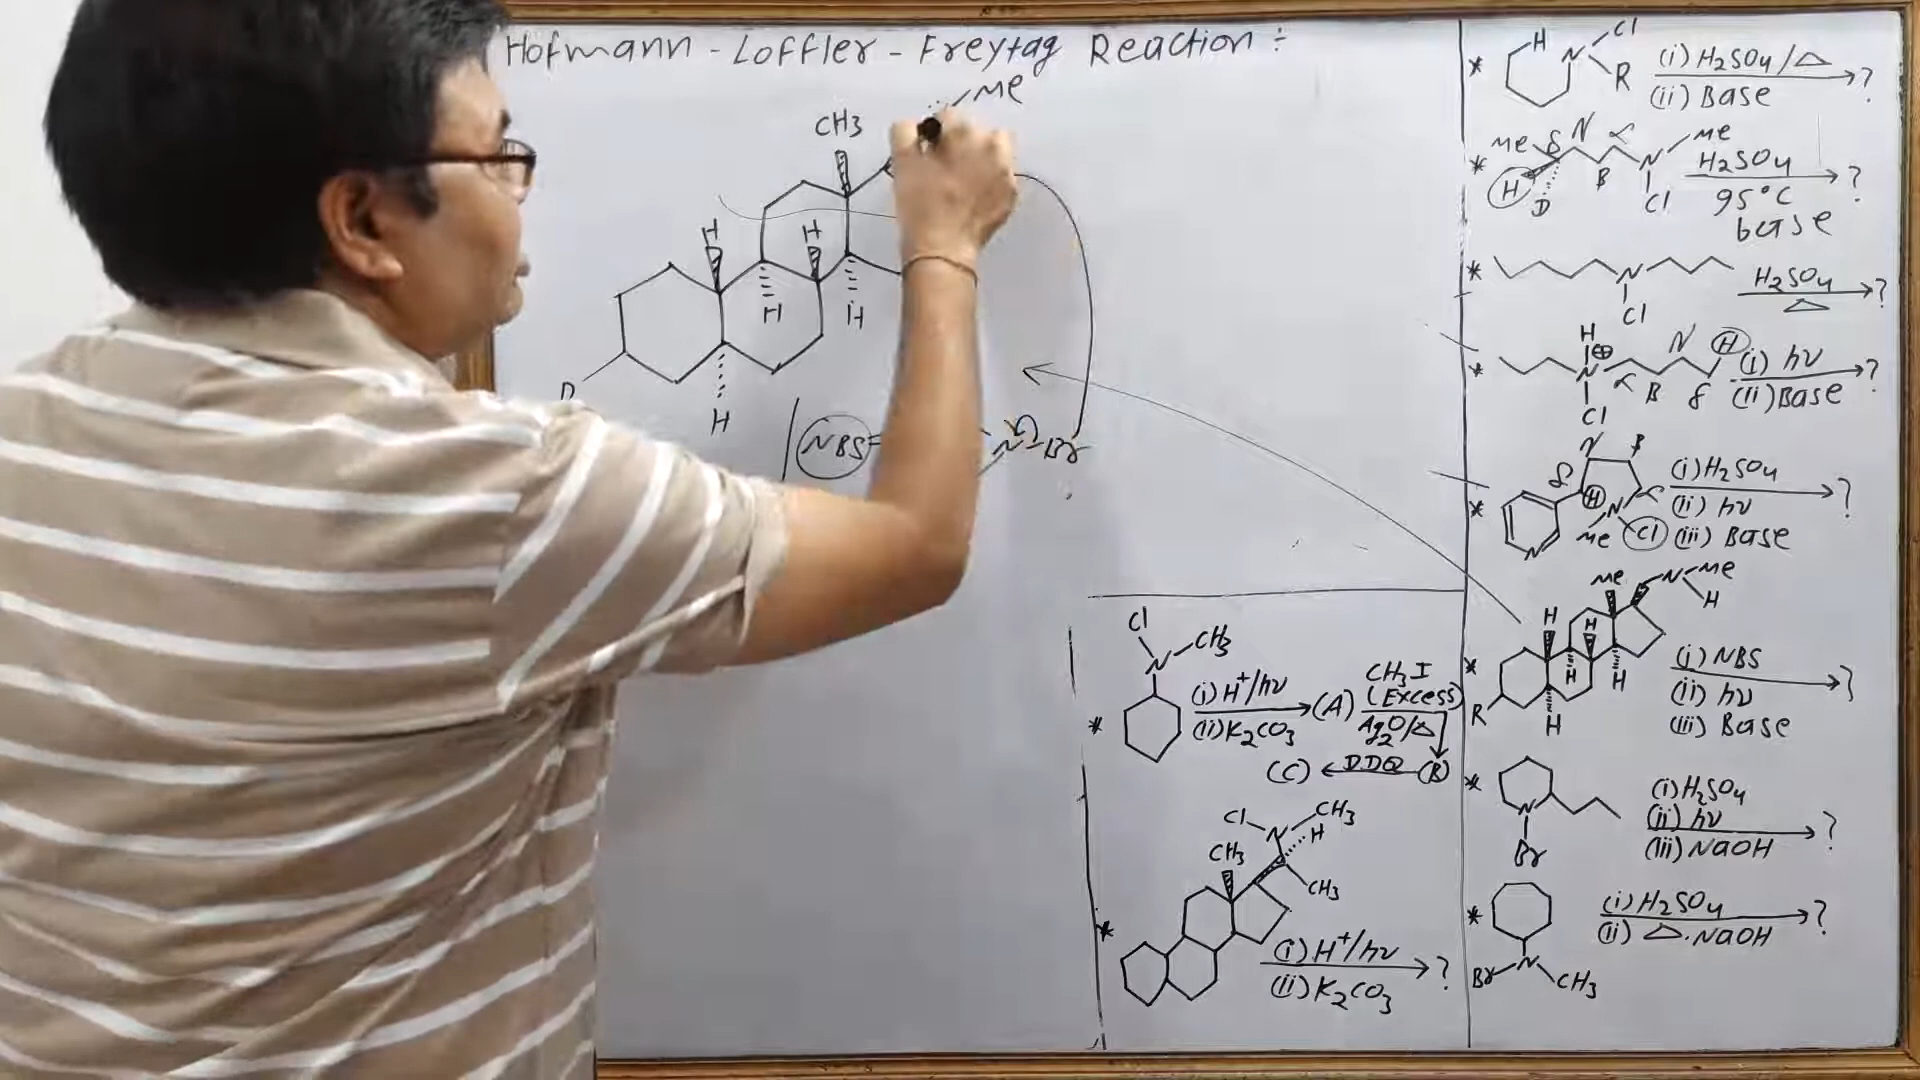 Hofmann - Loffler - Freytag Reaction :
Me
CH3
H
H
H
H
H
NBS
N Br
* H N Cl R (i) H2SO4/△ (ii) Base ?
* Me δ N α N Me H D B Cl H2SO4 95°C base ?
* N Cl H2SO4 △ ?
* H ⊕ N Cl α B N δ H (i) hν (ii) Base ?
* N B δ H α N Me Cl N (i) H2SO4 (ii) hν (iii) Base ?
* Me N Me H H H H H H R (i) NBS (ii) hν (iii) Base ?
* N Br (i) H2SO4 (ii) hν (iii) NaOH ?
* Br N CH3 (i) H2SO4 (ii) △.NaOH ?
* Cl N CH3 (i) H+/hν (ii) K2CO3 (A) CH3I (Excess) Ag2O/△ (B) DDQ (C)
* Cl N CH3 H CH3 CH3 (i) H+/hν (ii) K2CO3 ?